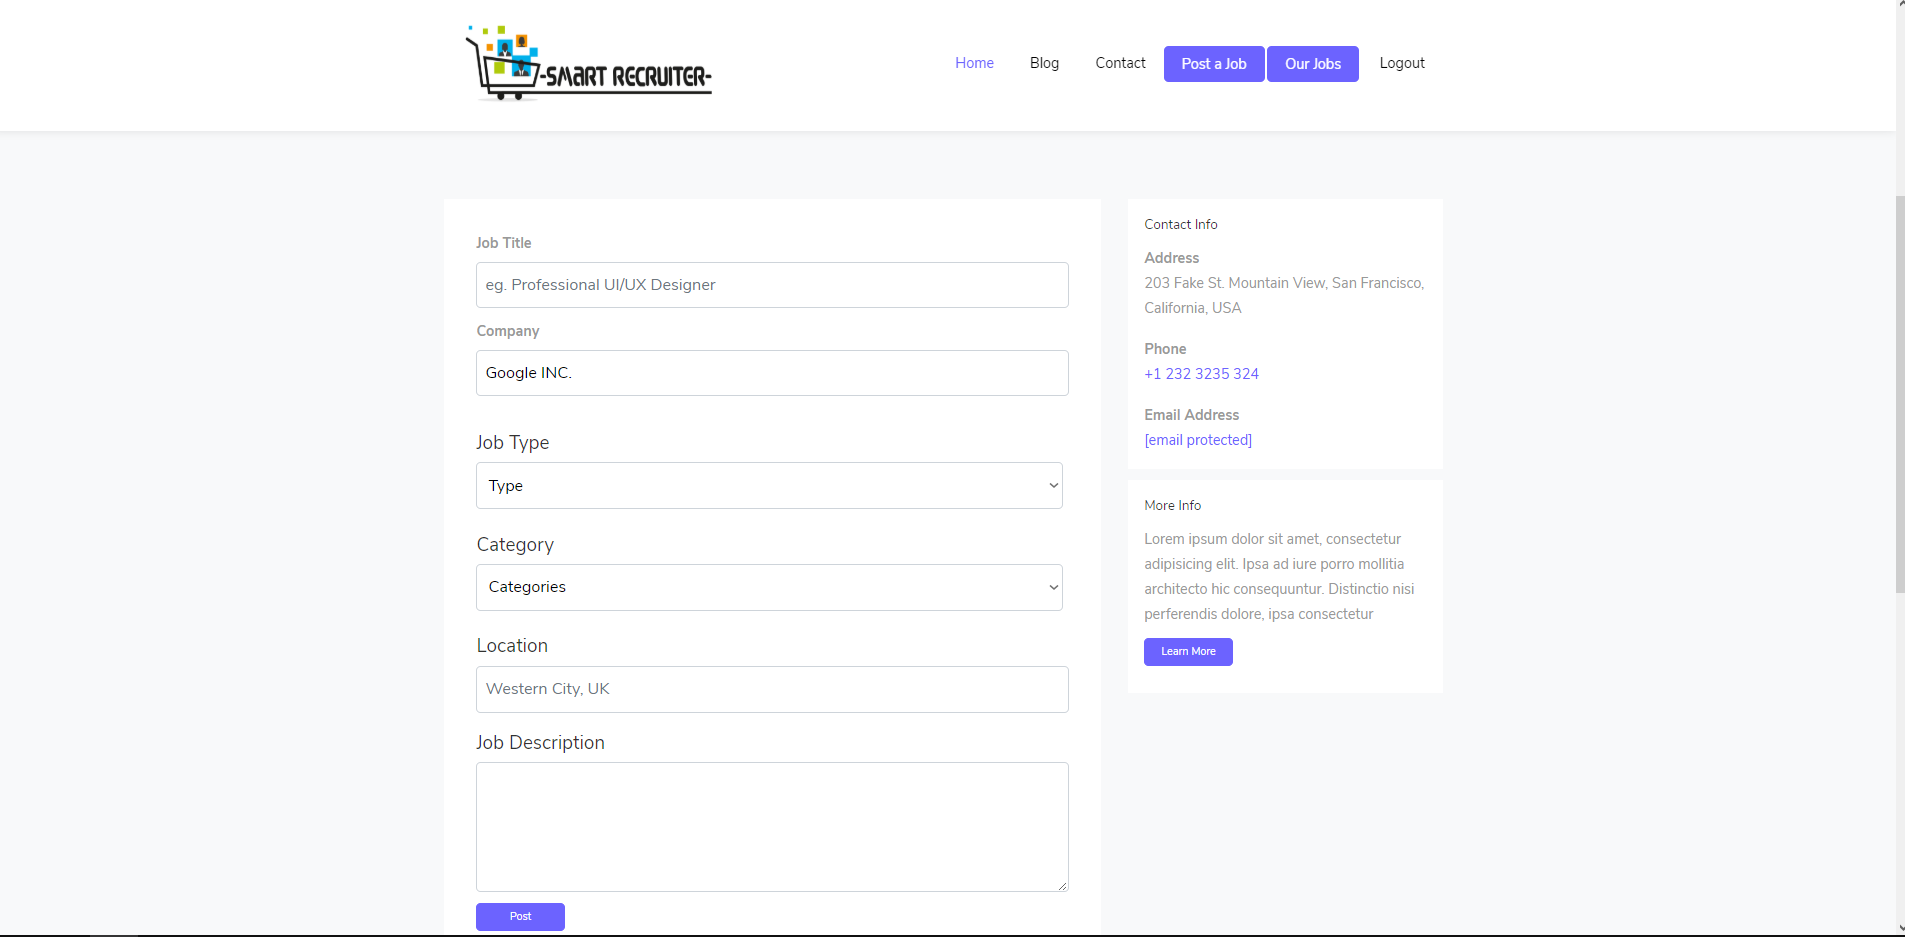 -SMART RECRUITER-
Home Blog Contact Post a Job Our Jobs Logout
Job Title
eg. Professional UI/UX Designer
Company
Google INC.
Job Type
Type
Category
Categories
Location
Western City, UK
Job Description
Post
Contact Info
Address
203 Fake St. Mountain View, San Francisco,
California, USA
Phone
+1 232 3235 324
Email Address
[email protected]
More Info
Lorem ipsum dolor sit amet, consectetur
adipisicing elit. Ipsa ad iure porro mollitia
architecto hic consequuntur. Distinctio nisi
perferendis dolore, ipsa consectetur
Learn More